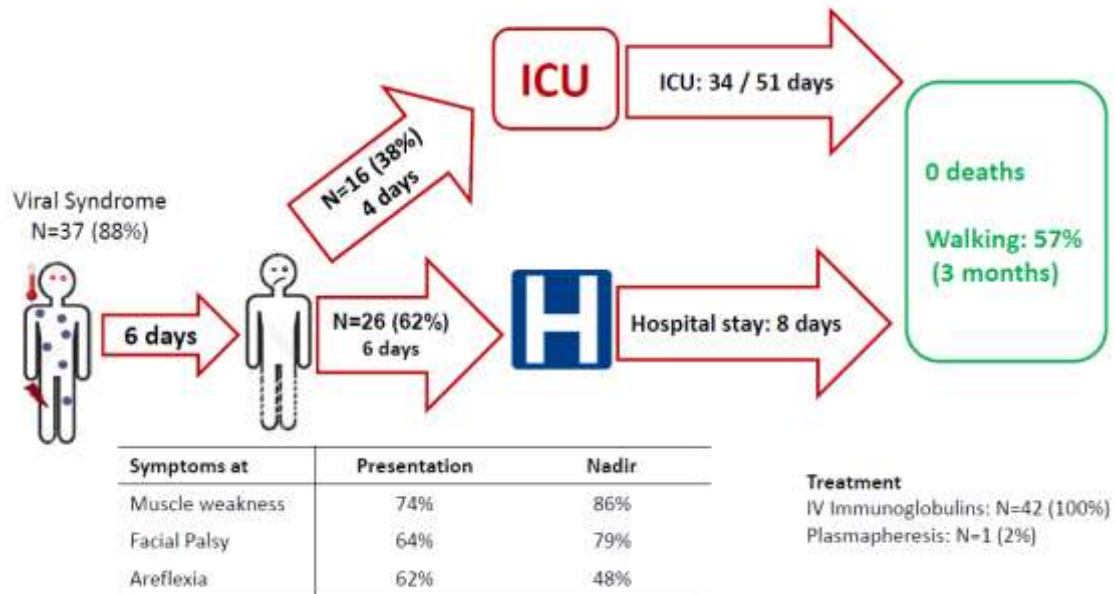 ICU
ICU: 34 / 51 days
N=16 (38%)
4 days
0 deaths
Walking: 57%
(3 months)
Viral Syndrome
N=37 (88%)
6 days
N=26 (62%)
6 days
H
Hospital stay: 8 days
Symptoms at Presentation Nadir
Muscle weakness 74% 86%
Facial Palsy 64% 79%
Areflexia 62% 48%
Treatment
IV Immunoglobulins: N=42 (100%)
Plasmapheresis: N=1 (2%)